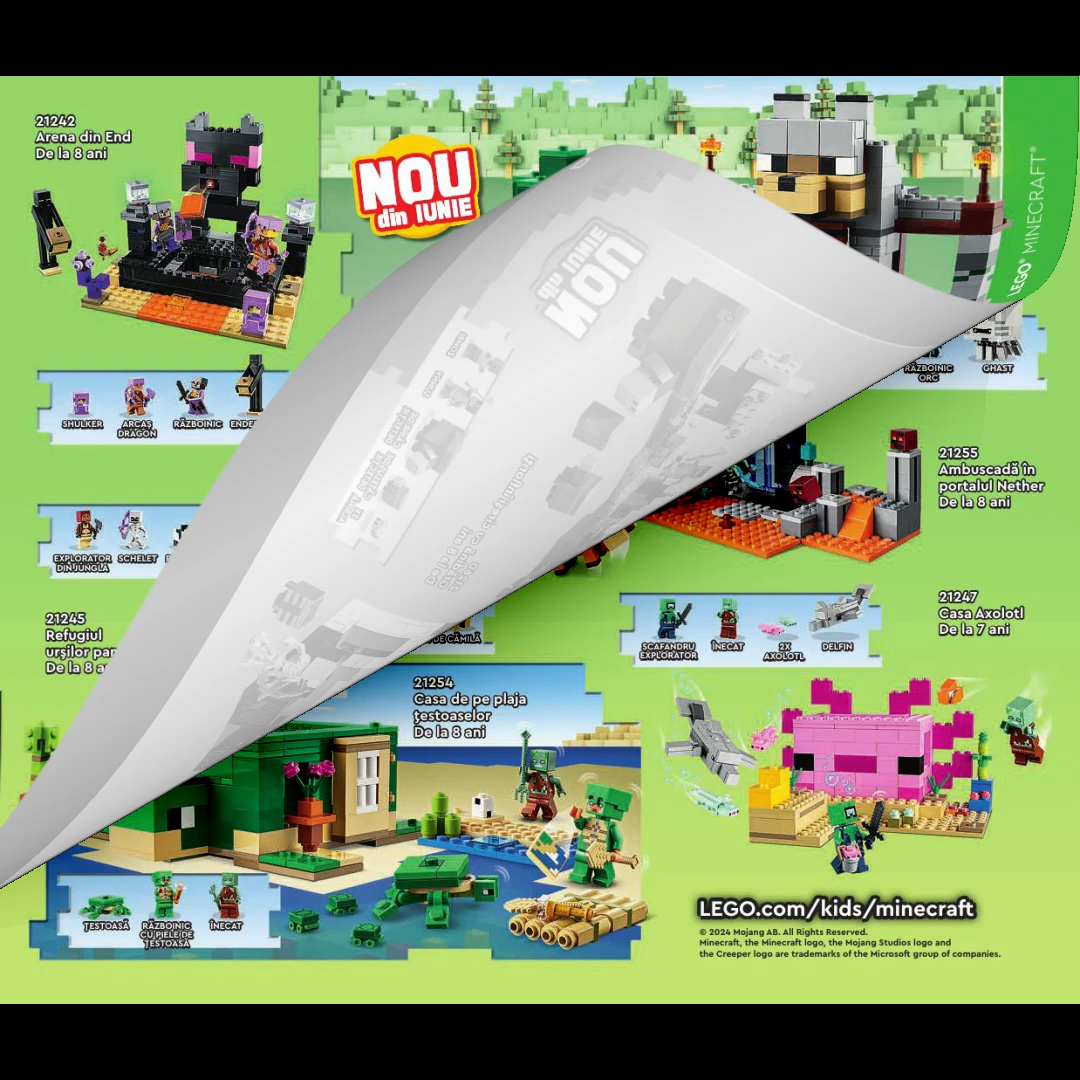 21242
Arena din End
De la 8 ani
NOU
din IUNIE
LEGO® MINECRAFT®
SHULKER
ARCAȘ
DRAGON
RĂZBOINIC
RĂZBOINIC
ORC
GHAST
21255
Ambuscadă în
portalul Nether
De la 8 ani
EXPLORATOR
DIN JUNGLĂ
SCHELET
21245
Refugiul
urșilor
De la 8
DE CĂMILĂ
SCAFANDRU
EXPLORATOR
ÎNECAT
2X
AXOLOTL
DELFIN
21247
Casa Axolotl
De la 7 ani
21254
Casa de pe plaja
țestoaselor
De la 8 ani
ȚESTOASĂ
RĂZBOINIC
CU PIELE DE
ȚESTOASĂ
ÎNECAT
LEGO.com/kids/minecraft
© 2024 Mojang AB. All Rights Reserved.
Minecraft, the Minecraft logo, the Mojang Studios logo and
the Creeper logo are trademarks of the Microsoft group of companies.